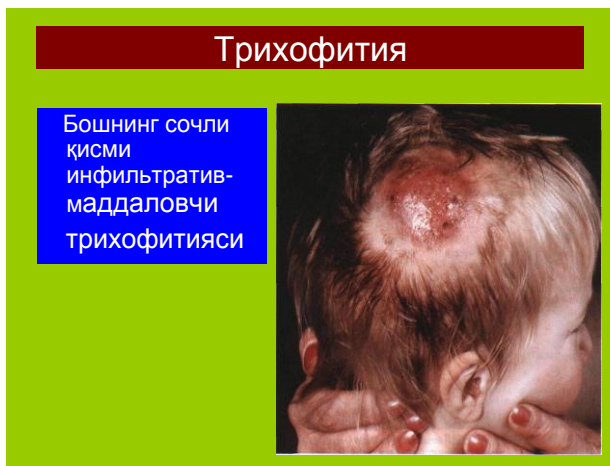 Трихофития
Бошнинг сочли
қисми
инфильтратив-
маддаловчи
трихофитияси